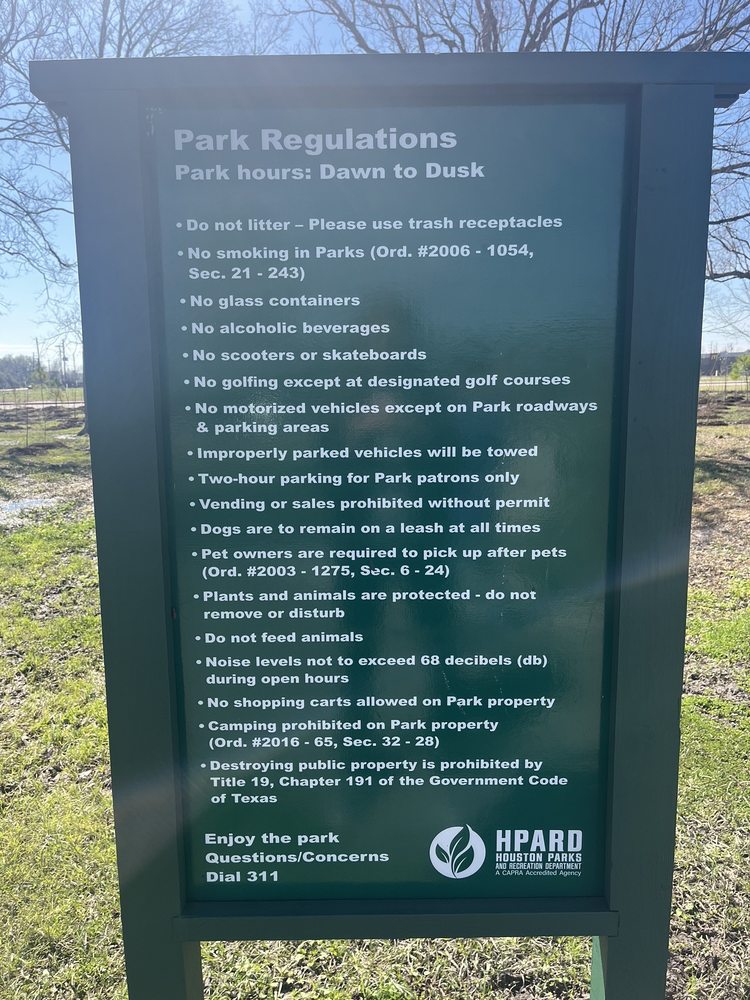 Park Regulations
Park hours: Dawn to Dusk
• Do not litter – Please use trash receptacles
• No smoking in Parks (Ord. #2006 - 1054,
Sec. 21 - 243)
• No glass containers
• No alcoholic beverages
• No scooters or skateboards
• No golfing except at designated golf courses
• No motorized vehicles except on Park roadways
& parking areas
• Improperly parked vehicles will be towed
• Two-hour parking for Park patrons only
• Vending or sales prohibited without permit
• Dogs are to remain on a leash at all times
• Pet owners are required to pick up after pets
(Ord. #2003 - 1275, Sec. 6 - 24)
• Plants and animals are protected - do not
remove or disturb
• Do not feed animals
• Noise levels not to exceed 68 decibels (db)
during open hours
• No shopping carts allowed on Park property
• Camping prohibited on Park property
(Ord. #2016 - 65, Sec. 32 - 28)
• Destroying public property is prohibited by
Title 19, Chapter 191 of the Government Code
of Texas
Enjoy the park
Questions/Concerns
Dial 311
HPARD
HOUSTON PARKS
AND RECREATION DEPARTMENT
A CAPRA Accredited Agency